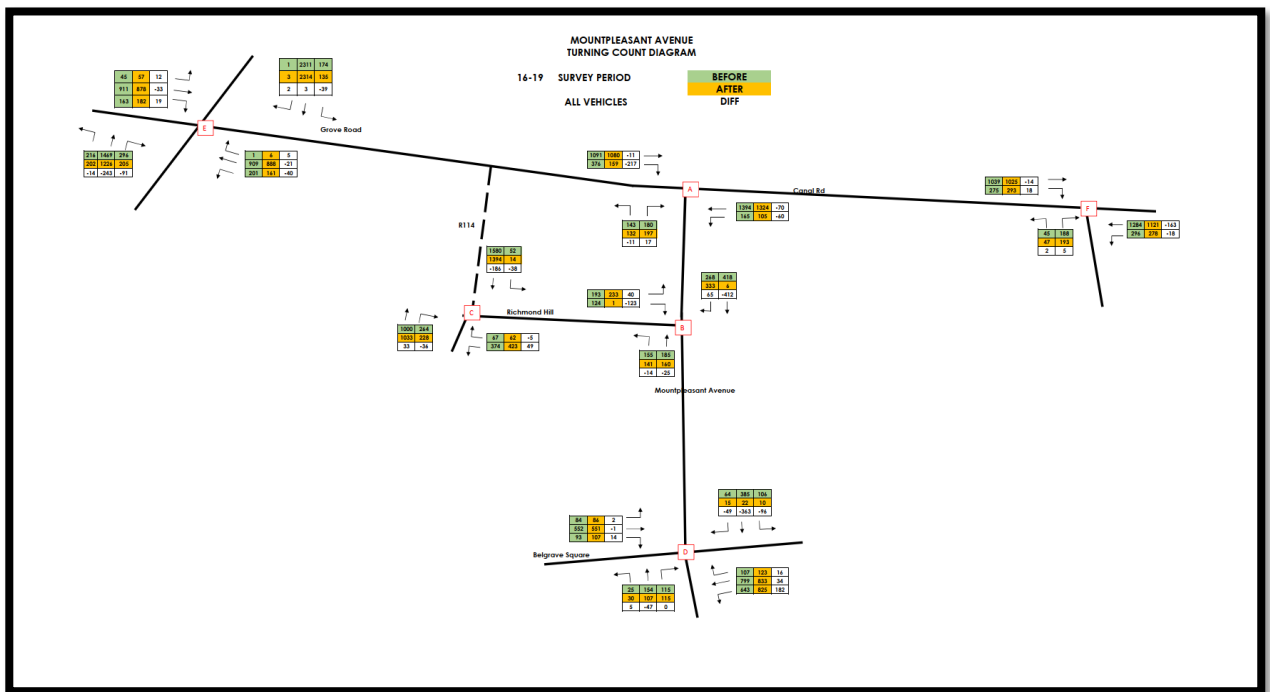 MOUNTPLEASANT AVENUE
TURNING COUNT DIAGRAM
16-19 SURVEY PERIOD BEFORE
AFTER
ALL VEHICLES DIFF
45 57 12
911 878 -33
163 182 19
1 2311 174
3 2314 135
2 3 -39
E
Grove Road
216 1469 296
202 1226 205
-14 -243 -91
1 6 5
909 888 -21
201 161 -40
1091 1080 -11
376 159 -217
A
Canal Rd
1039 1025 -14
275 293 18
F
1394 1324 -70
165 105 -60
143 180
132 197
-11 17
45 188
47 193
2 5
1284 1121 -163
296 278 -18
R114
1580 52
1394 14
-186 -38
268 418
333 6
65 -412
193 233 40
124 1 -123
C
Richmond Hill
B
1000 264
1033 228
33 -36
67 62 -5
374 423 49
155 185
141 160
-14 -25
Mountpleasant Avenue
64 385 106
15 22 10
-49 -363 -96
84 86 2
552 551 -1
93 107 14
Belgrave Square
D
25 154 115
30 107 115
5 -47 0
107 123 16
799 833 34
643 825 182